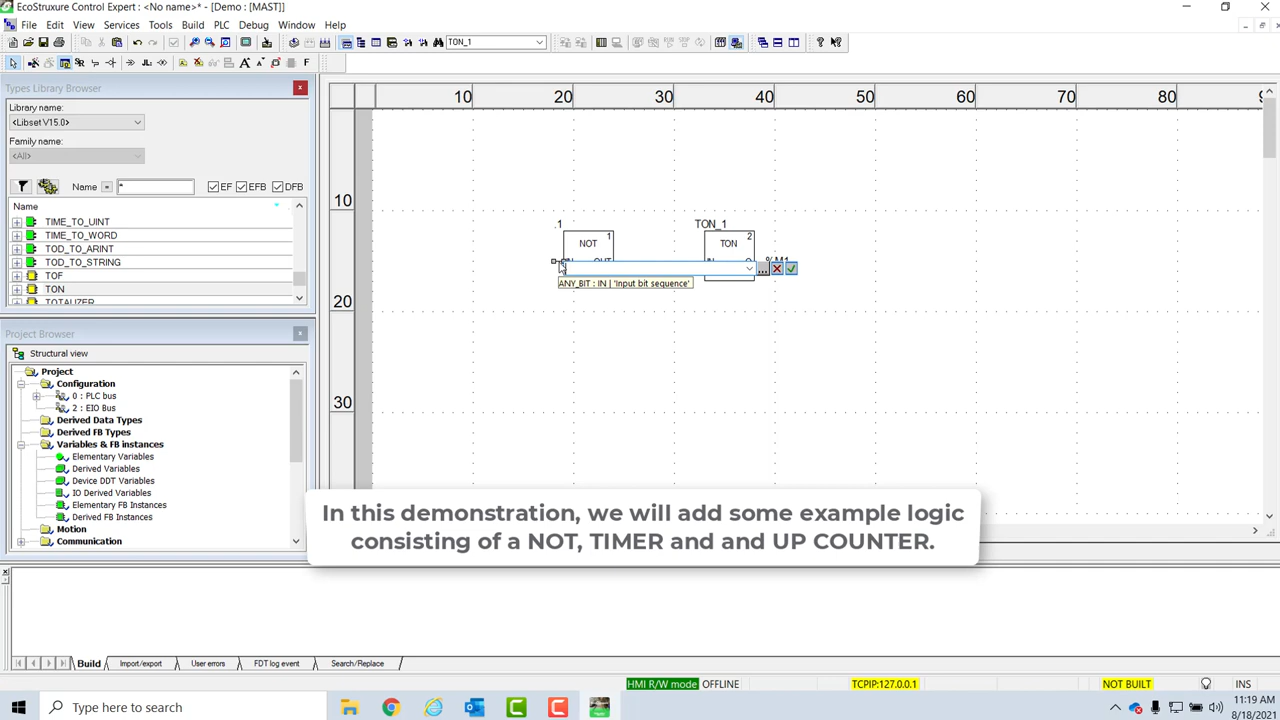 EcoStruxure Control Expert : <No name>* - [Demo : [MAST]]
File Edit View Services Tools Build PLC Debug Window Help
TON_1
F
Types Library Browser
Library name:
<Libset V15.0>
Family name:
<All>
Name = * EF EFB DFB
Name
TIME_TO_UINT
TIME_TO_WORD
TOD_TO_ARINT
TOD_TO_STRING
TOF
TON
TOTALIZER
Project Browser
Structural view
Project
Configuration
0 : PLC bus
2 : EIO Bus
Derived Data Types
Derived FB Types
Variables & FB instances
Elementary Variables
Derived Variables
Device DDT Variables
IO Derived Variables
Elementary FB Instances
Derived FB Instances
Motion
Communication
10 20 30 40 50 60 70 80
10
20
30
.1
NOT
1
OUT
TON_1
TON
2
%M1
ANY_BIT : IN | 'Input bit sequence'
In this demonstration, we will add some example logic
consisting of a NOT, TIMER and and UP COUNTER.
Build Import/export User errors FDT log event Search/Replace
HMI R/W mode OFFLINE TCPIP:127.0.0.1 NOT BUILT INS
Type here to search
11:19 AM
8/18/2021